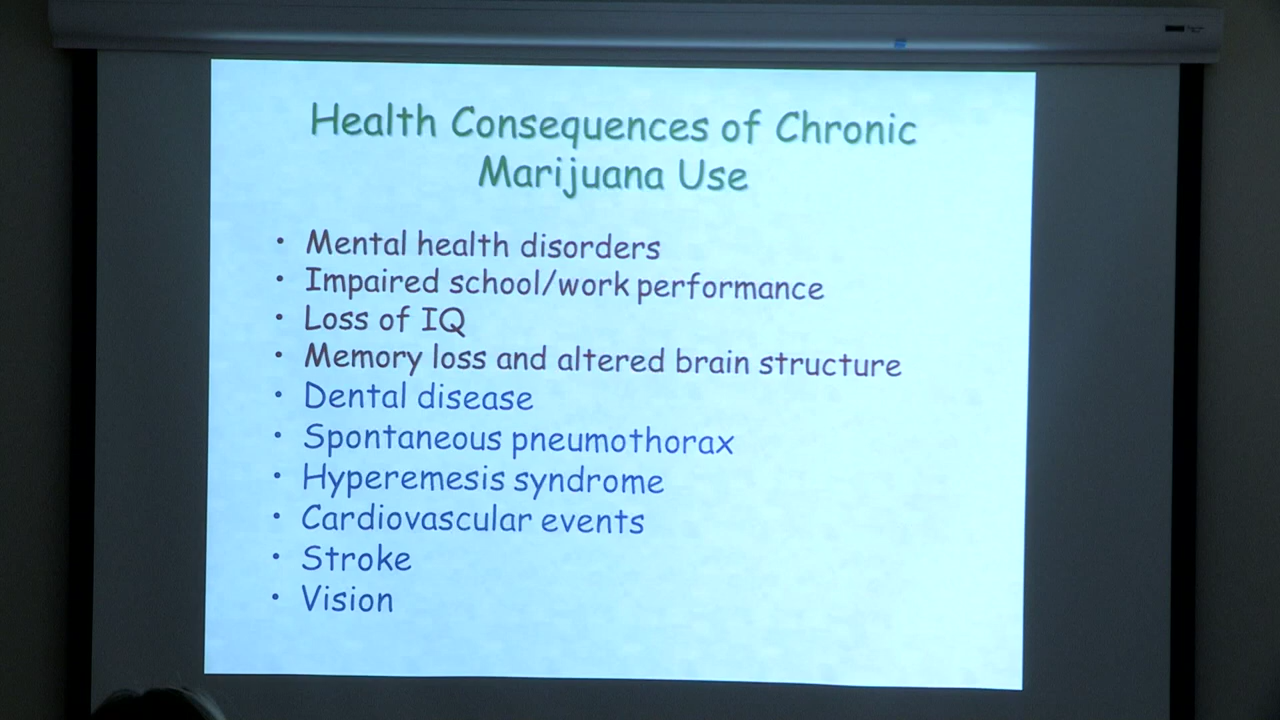 Health Consequences of Chronic
Marijuana Use
• Mental health disorders
• Impaired school/work performance
• Loss of IQ
• Memory loss and altered brain structure
• Dental disease
• Spontaneous pneumothorax
• Hyperemesis syndrome
• Cardiovascular events
• Stroke
• Vision